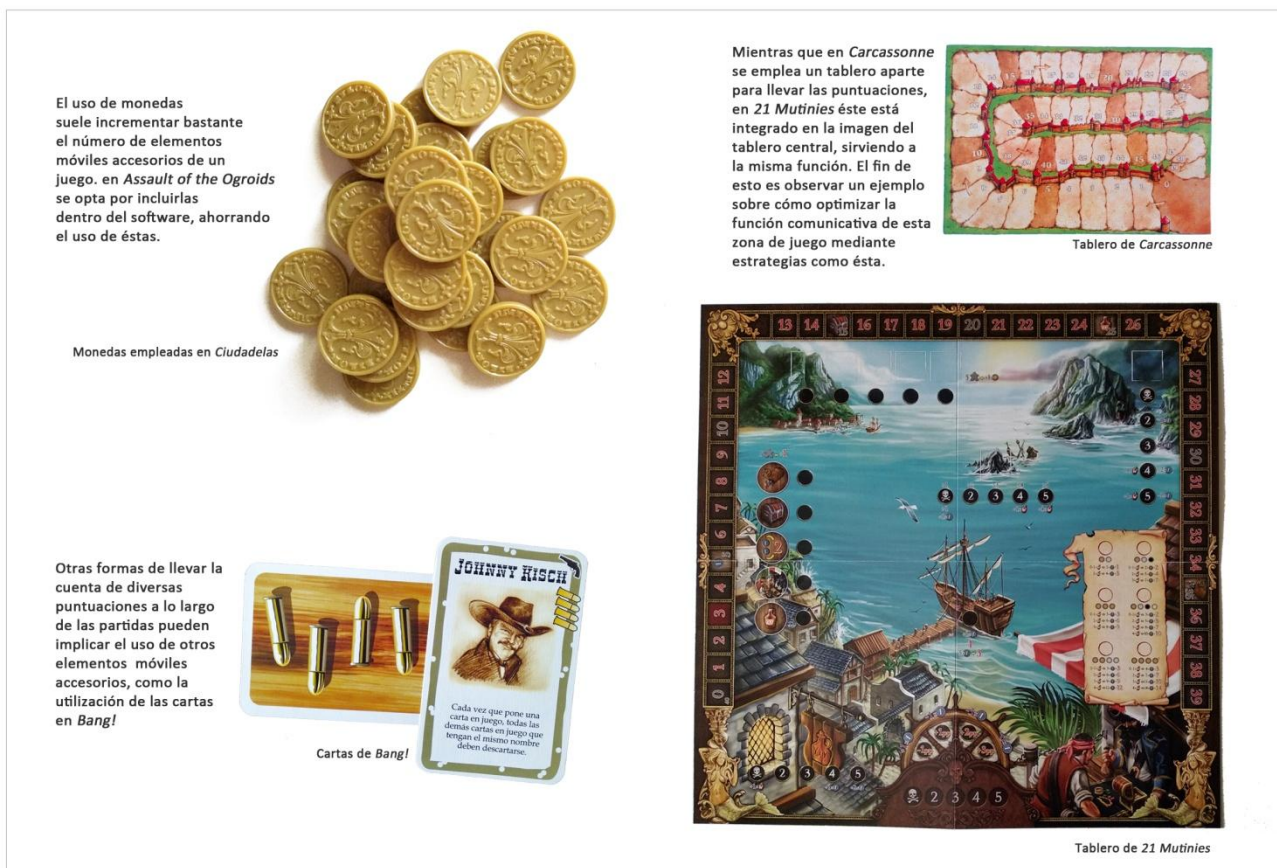 El uso de monedas
suele incrementar bastante
el número de elementos
móviles accesorios de un
juego. en Assault of the Ogroids
se opta por incluirlas
dentro del software, ahorrando
el uso de éstas.
Monedas empleadas en Ciudadelas
Otras formas de llevar la
cuenta de diversas
puntuaciones a lo largo
de las partidas pueden
implicar el uso de otros
elementos móviles
accesorios, como la
utilización de las cartas
en Bang!
JOHNNY KISCH
Cada vez que pone una
carta en juego, todas las
demás cartas en juego que
tengan el mismo nombre
deben descartarse.
Cartas de Bang!
Mientras que en Carcassonne
se emplea un tablero aparte
para llevar las puntuaciones,
en 21 Mutinies éste está
integrado en la imagen del
tablero central, sirviendo a
la misma función. El fin de
esto es observar un ejemplo
sobre cómo optimizar la
función comunicativa de esta
zona de juego mediante
estrategias como ésta.
Tablero de Carcassonne
13 14 15 16 17 18 19 20 21 22 23 24 25 26
12
11
10
9
8
7
6
4
3
2
1
0
27
28
29
30
31
32
33
34
36
37
38
39
2
3
4
5
2 3 4 5
2 3 4 5
2 3 4 5
Tablero de 21 Mutinies